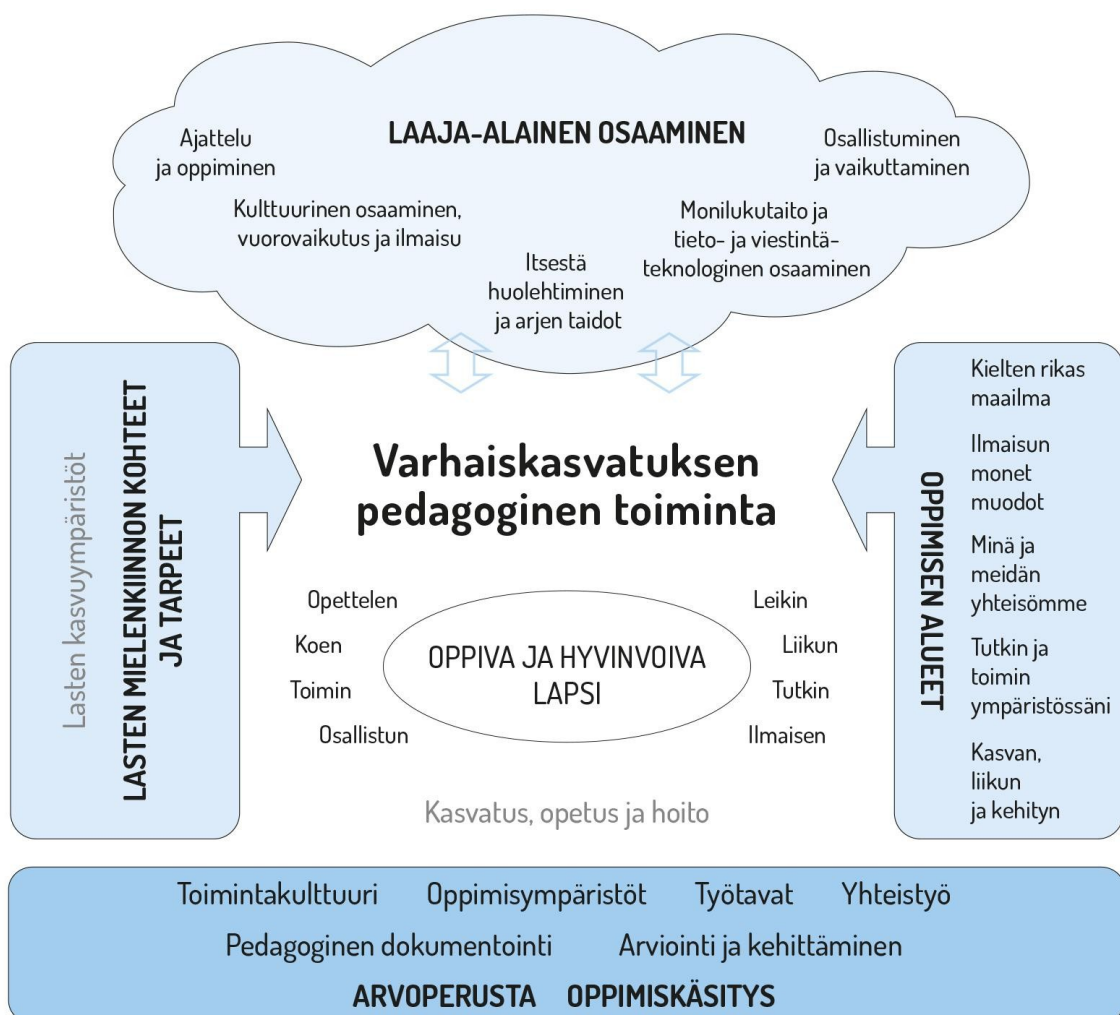 LAAJA-ALAINEN OSAAMINEN
Ajattelu
ja oppiminen
Kulttuurinen osaaminen,
vuorovaikutus ja ilmaisu
Itsestä
huolehtiminen
ja arjen taidot
Monilukutaito ja
tieto- ja viestintä-
teknologinen osaaminen
Osallistuminen
ja vaikuttaminen
Lasten kasvuympäristöt
LASTEN MIELENKIINNON KOHTEET
JA TARPEET
Varhaiskasvatuksen
pedagoginen toiminta
Opettelen
Koen
Toimin
Osallistun
OPPIVA JA HYVINVOIVA
LAPSI
Leikin
Liikun
Tutkin
Ilmaisen
Kasvatus, opetus ja hoito
OPPIMISEN ALUEET
Kielten rikas
maailma
Ilmaisun
monet
muodot
Minä ja
meidän
yhteisömme
Tutkin ja
toimin
ympäristössäni
Kasvan,
liikun
ja kehityn
Toimintakulttuuri Oppimisympäristöt Työtavat Yhteistyö
Pedagoginen dokumentointi Arviointi ja kehittäminen
ARVOPERUSTA OPPIMISKÄSITYS